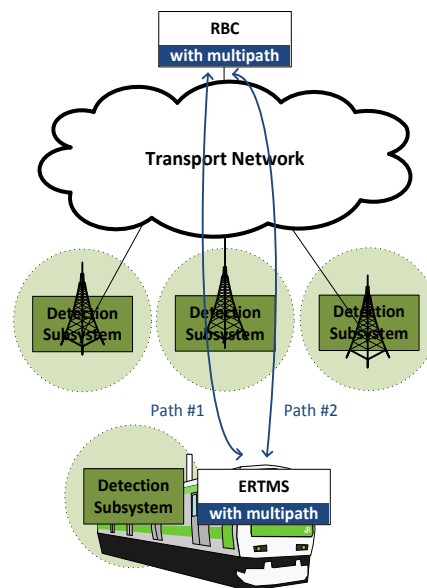 RBC
with multipath
Transport Network
Detection
Subsystem
Detection
Subsystem
Detection
Subsystem
Path #1
Path #2
Detection
Subsystem
ERTMS
with multipath